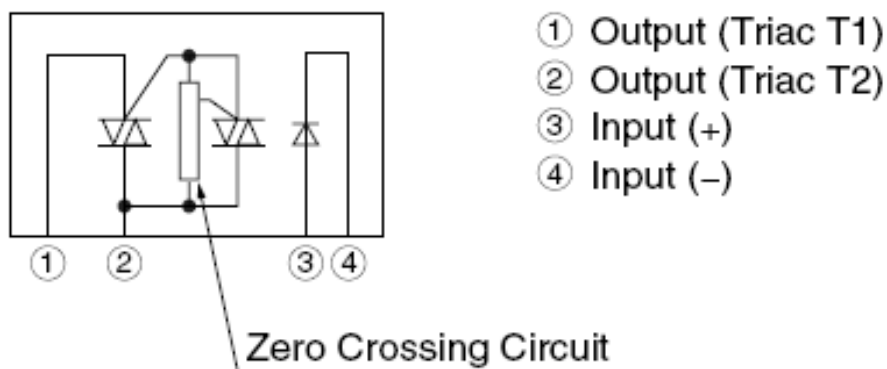 ① Output (Triac T1)
② Output (Triac T2)
③ Input (+)
④ Input (−)
① ② ③ ④
Zero Crossing Circuit